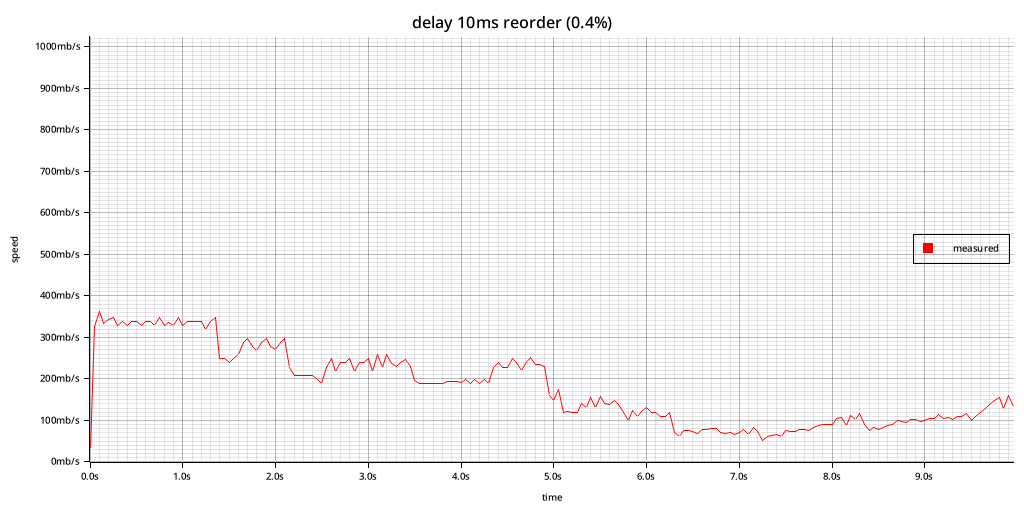 delay 10ms reorder (0.4%)
1000mb/s
900mb/s
800mb/s
700mb/s
600mb/s
500mb/s
400mb/s
300mb/s
200mb/s
100mb/s
0mb/s
speed
measured
0.0s 1.0s 2.0s 3.0s 4.0s 5.0s 6.0s 7.0s 8.0s 9.0s
time